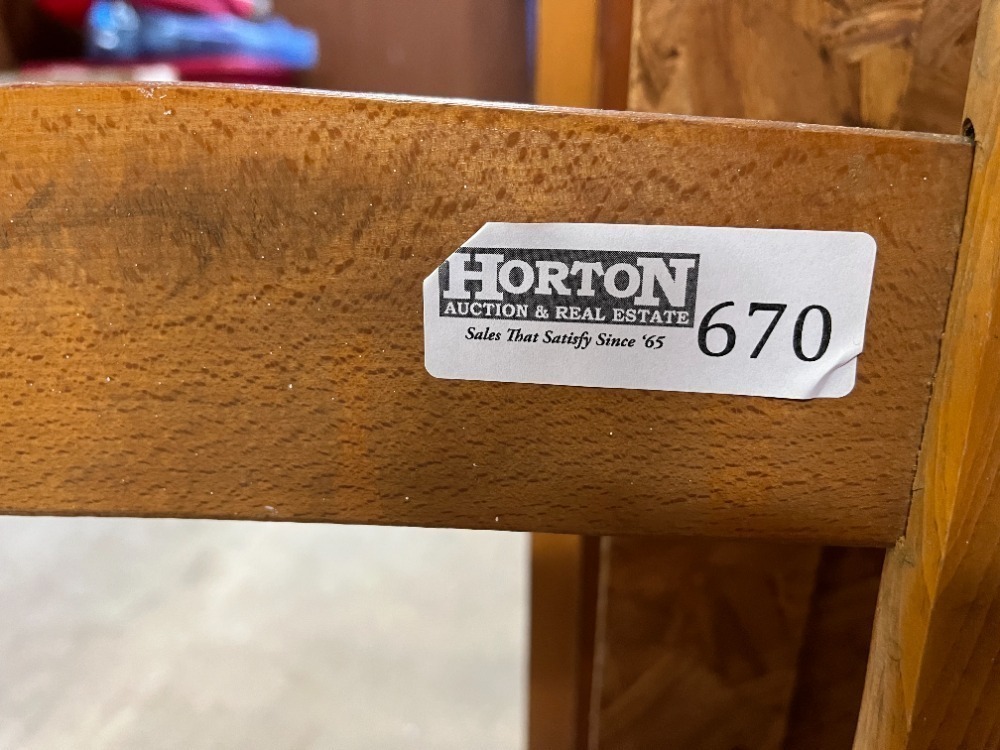 HORTON
AUCTION & REAL ESTATE
Sales That Satisfy Since '65
670